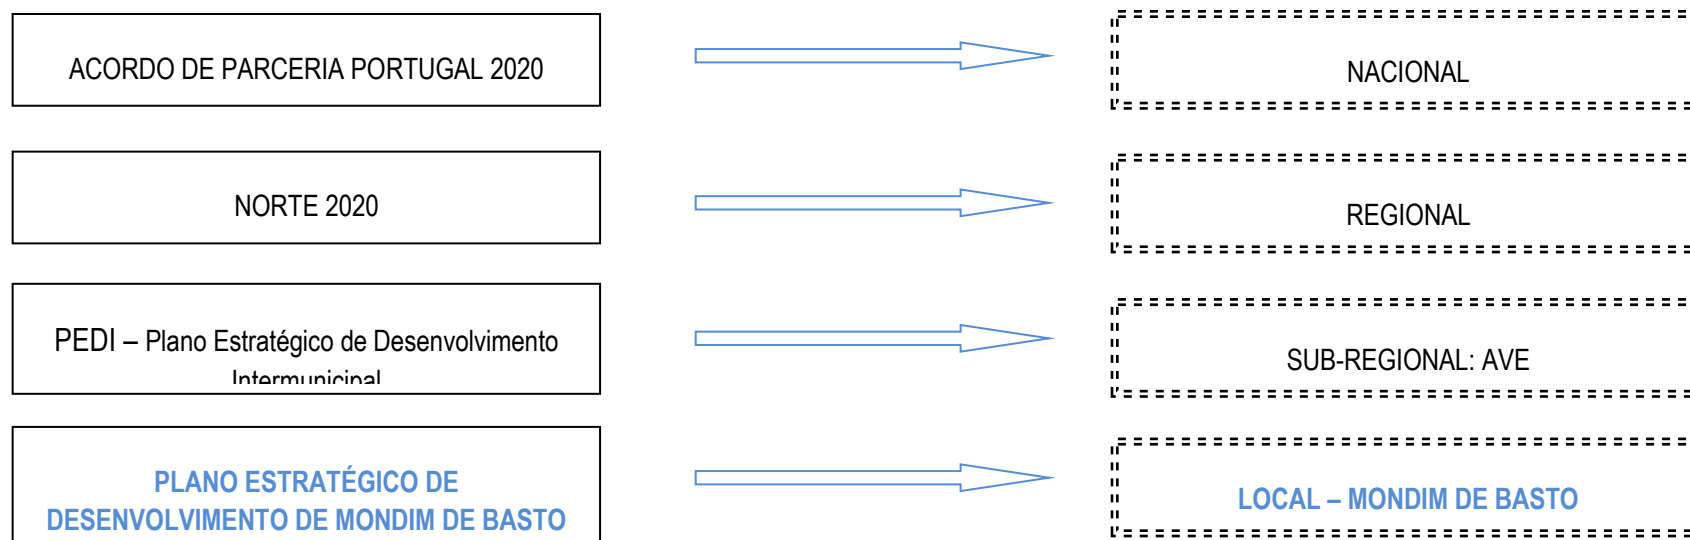 ACORDO DE PARCERIA PORTUGAL 2020
NACIONAL
NORTE 2020
REGIONAL
PEDI – Plano Estratégico de Desenvolvimento
Intermunicipal
SUB-REGIONAL: AVE
PLANO ESTRATÉGICO DE
DESENVOLVIMENTO DE MONDIM DE BASTO
LOCAL – MONDIM DE BASTO